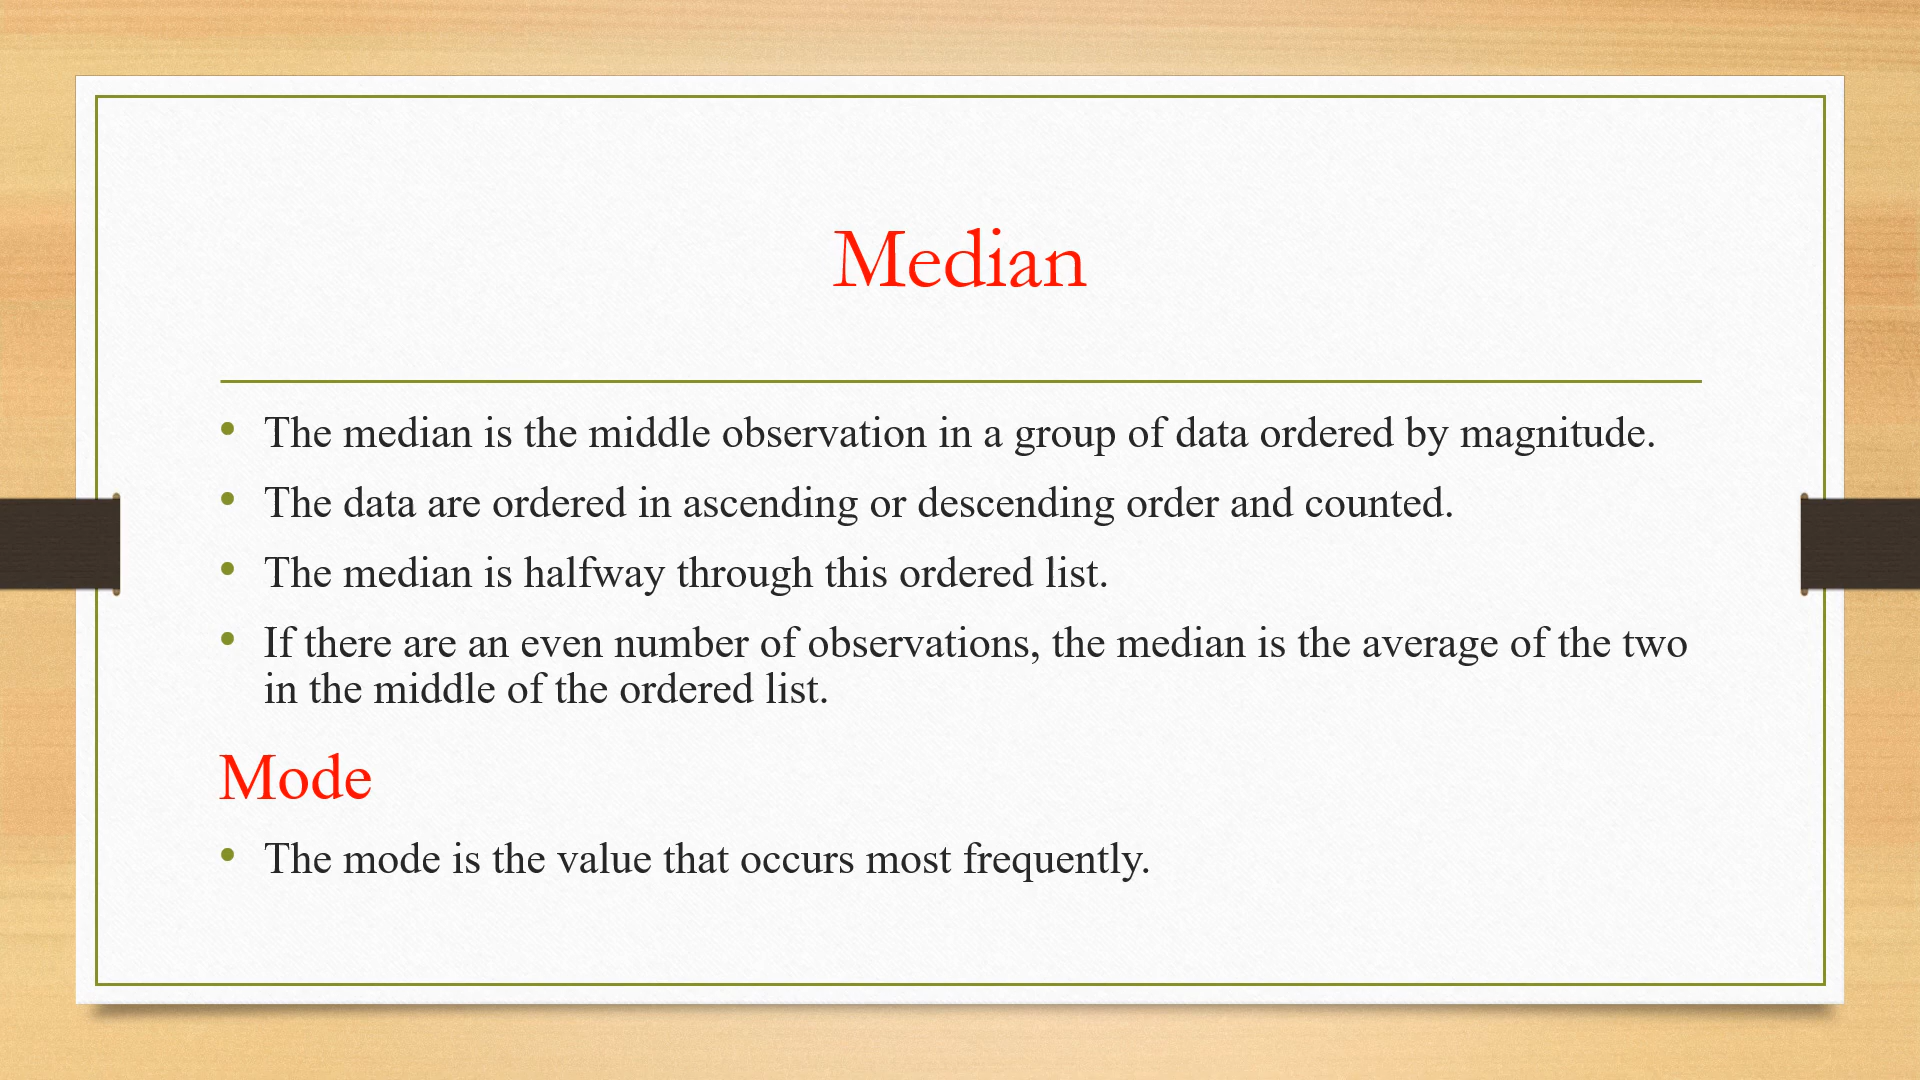 Median
• The median is the middle observation in a group of data ordered by magnitude.
• The data are ordered in ascending or descending order and counted.
• The median is halfway through this ordered list.
• If there are an even number of observations, the median is the average of the two
in the middle of the ordered list.
Mode
• The mode is the value that occurs most frequently.